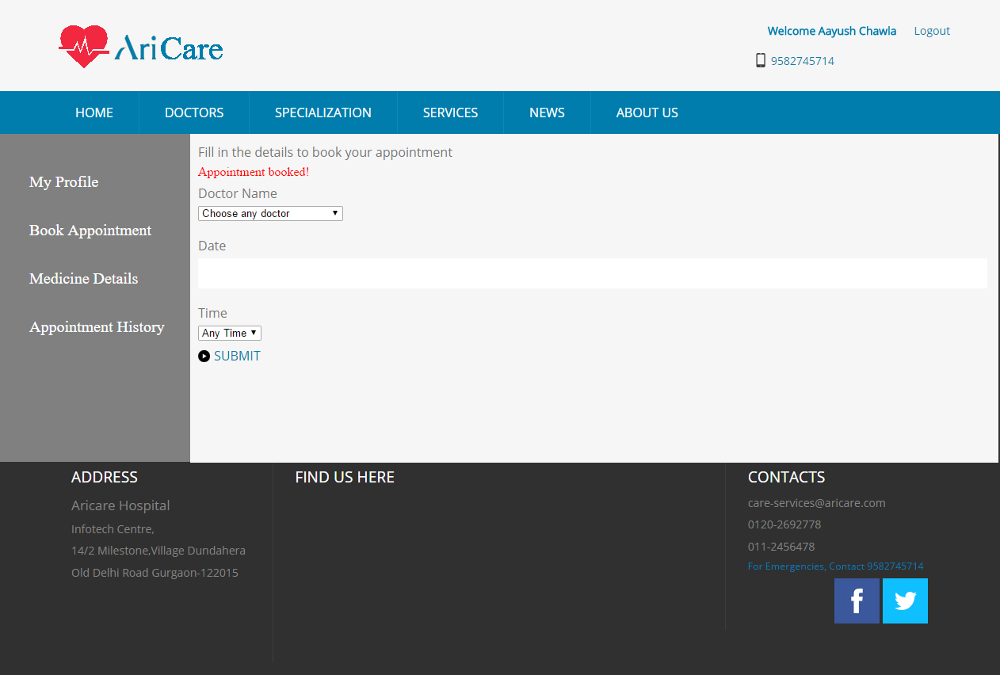 AriCare
Welcome Aayush Chawla Logout
9582745714
HOME DOCTORS SPECIALIZATION SERVICES NEWS ABOUT US
My Profile
Book Appointment
Medicine Details
Appointment History
Fill in the details to book your appointment
Appointment booked!
Doctor Name
Choose any doctor
Date
Time
Any Time
SUBMIT
ADDRESS
Aricare Hospital
Infotech Centre,
14/2 Milestone,Village Dundahera
Old Delhi Road Gurgaon-122015
FIND US HERE
CONTACTS
care-services@aricare.com
0120-2692778
011-2456478
For Emergencies, Contact 9582745714